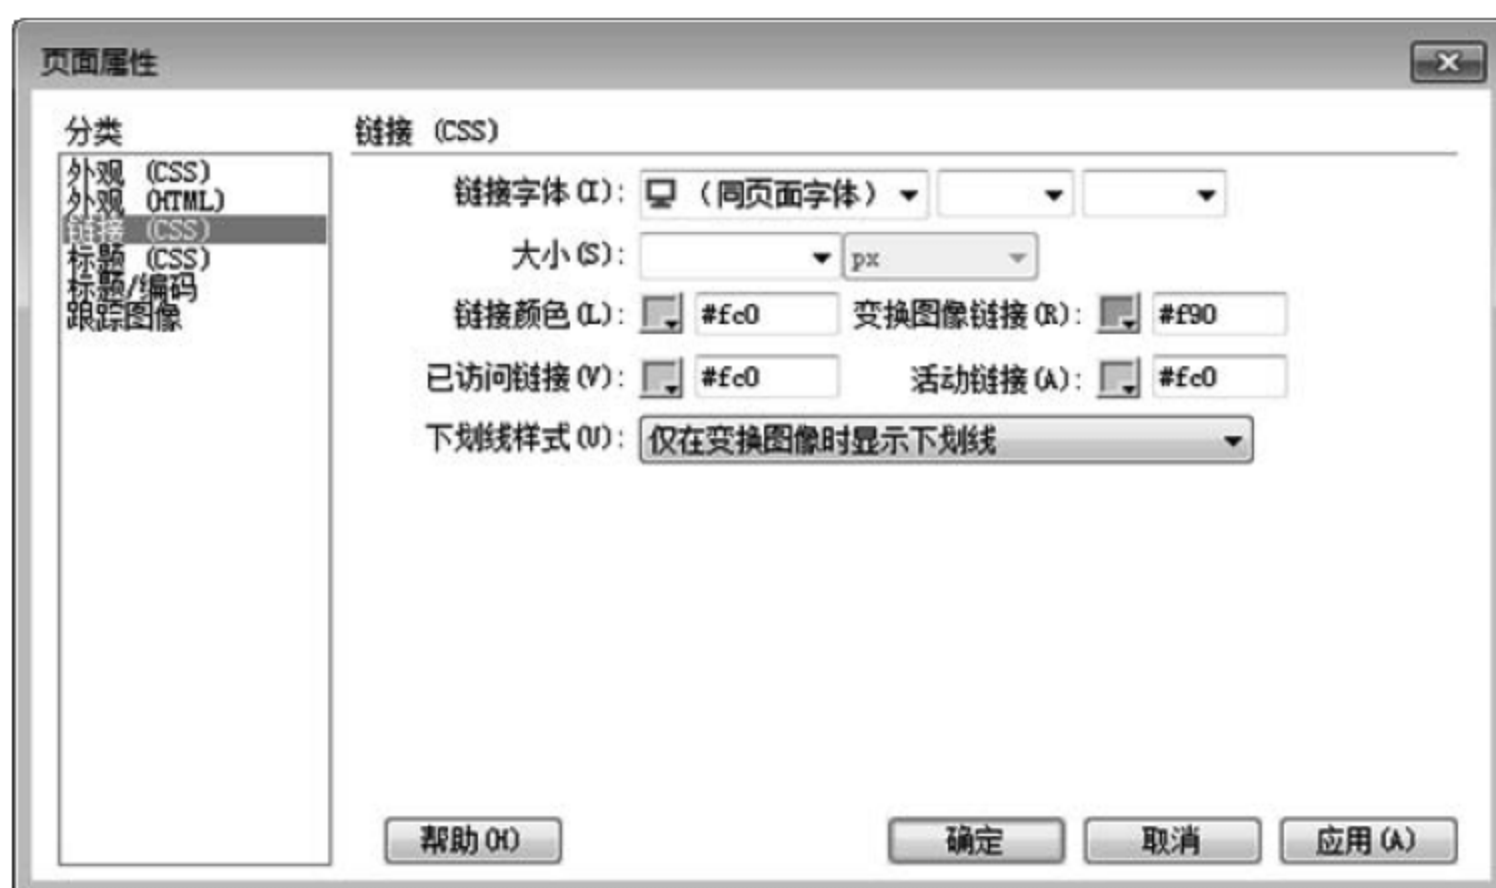 页面属性
分类
外观 (CSS)
外观 (HTML)
链接 (CSS)
标题 (CSS)
标题/编码
跟踪图像
链接 (CSS)
链接字体(I): (同页面字体)
大小(S): px
链接颜色(L): #fc0 变换图像链接(R): #f90
已访问链接(V): #fc0 活动链接(A): #fc0
下划线样式(U): 仅在变换图像时显示下划线
帮助(H) 确定 取消 应用(A)